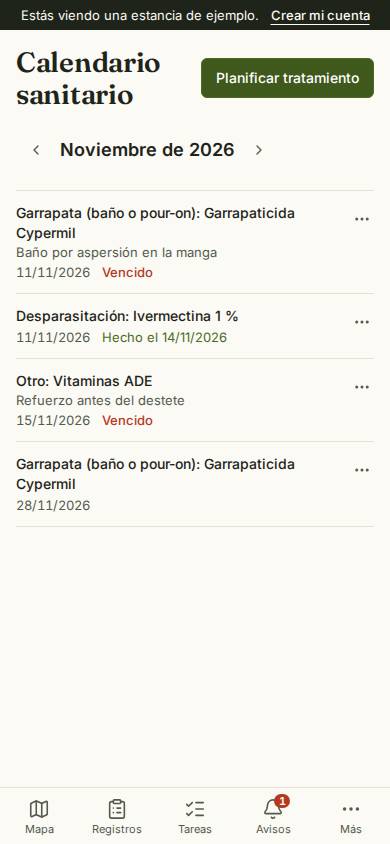 Estás viendo una estancia de ejemplo. Crear mi cuenta
Calendario
sanitario
Planificar tratamiento
Noviembre de 2026
Garrapata (baño o pour-on): Garrapaticida
Cypermil
Baño por aspersión en la manga
11/11/2026 Vencido
Desparasitación: Ivermectina 1 %
11/11/2026 Hecho el 14/11/2026
Otro: Vitaminas ADE
Refuerzo antes del destete
15/11/2026 Vencido
Garrapata (baño o pour-on): Garrapaticida
Cypermil
28/11/2026
1
Mapa Registros Tareas Avisos Más